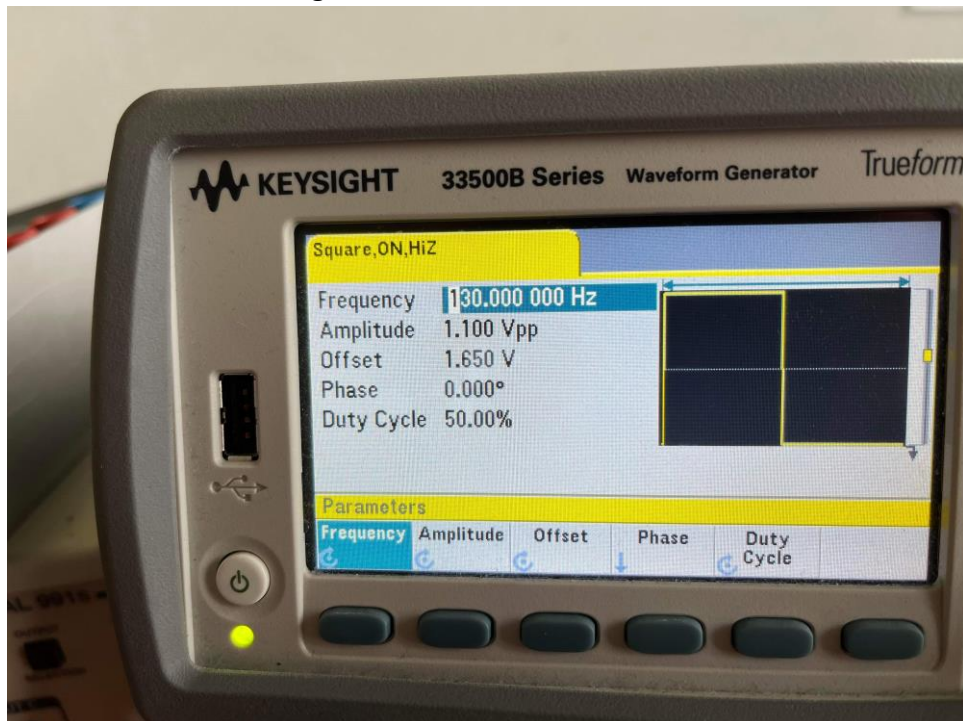 KEYSIGHT 33500B Series Waveform Generator Trueform
Square,ON,HiZ
Frequency 130.000 000 Hz
Amplitude 1.100 Vpp
Offset 1.650 V
Phase 0.000°
Duty Cycle 50.00%
Parameters
Frequency Amplitude Offset Phase Duty
Cycle